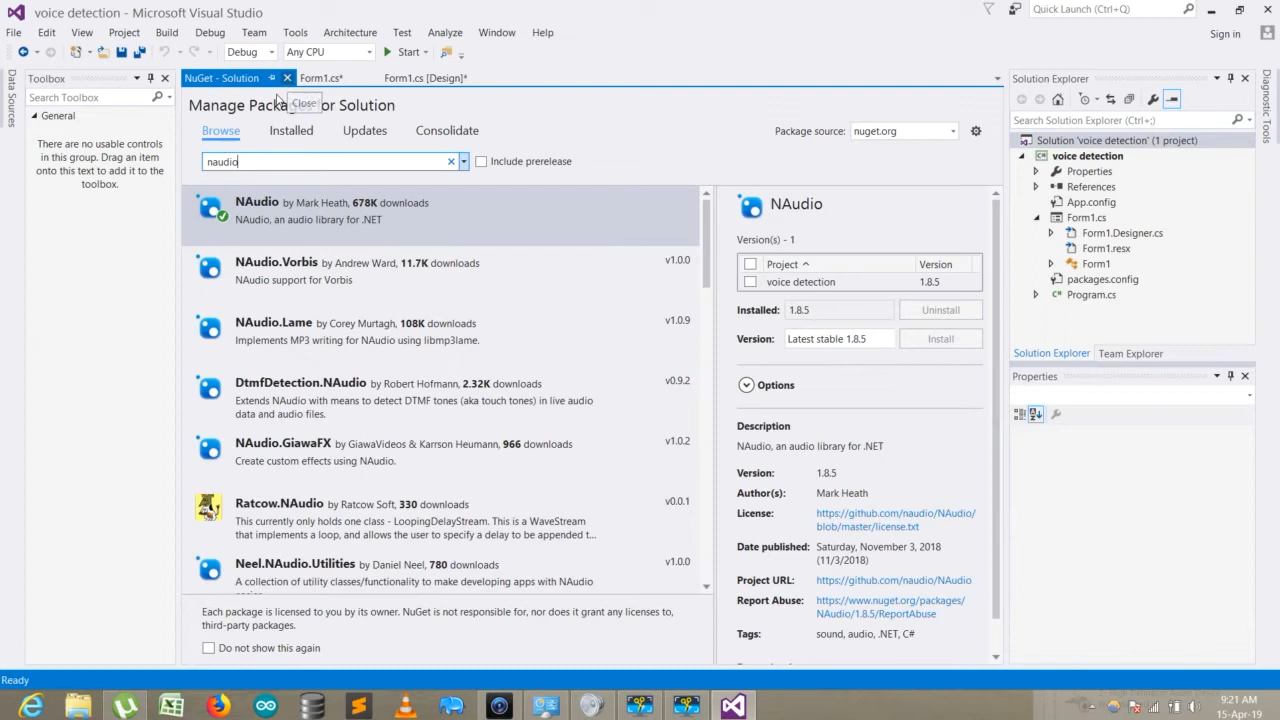 voice detection - Microsoft Visual Studio
Quick Launch (Ctrl+Q)
File Edit View Project Build Debug Team Tools Architecture Test Analyze Window Help
Sign in
Debug Any CPU Start
Data Sources
Toolbox
Search Toolbox
General
There are no usable controls
in this group. Drag an item
onto this text to add it to the
toolbox.
NuGet - Solution Form1.cs* Form1.cs [Design]*
Close
Manage Packages for Solution
Browse Installed Updates Consolidate
Package source: nuget.org
naudio
Include prerelease
NAudio by Mark Heath, 678K downloads
NAudio, an audio library for .NET
NAudio.Vorbis by Andrew Ward, 11.7K downloads v1.0.0
NAudio support for Vorbis
NAudio.Lame by Corey Murtagh, 108K downloads v1.0.9
Implements MP3 writing for NAudio using libmp3lame.
DtmfDetection.NAudio by Robert Hofmann, 2.32K downloads v0.9.2
Extends NAudio with means to detect DTMF tones (aka touch tones) in live audio
data and audio files.
NAudio.GiawaFX by GiawaVideos & Karrson Heumann, 966 downloads v1.0.2
Create custom effects using NAudio.
Ratcow.NAudio by Ratcow Soft, 330 downloads v0.0.1
This currently only holds one class - LoopingDelayStream. This is a WaveStream
that implements a loop, and allows the user to specify a delay to be appended t...
Neel.NAudio.Utilities by Daniel Neel, 780 downloads v1.0.0
A collection of utility classes/functionality to make developing apps with NAudio
Each package is licensed to you by its owner. NuGet is not responsible for, nor does it grant any licenses to,
third-party packages.
Do not show this again
NAudio
Version(s) - 1
Project Version
voice detection 1.8.5
Installed: 1.8.5 Uninstall
Version: Latest stable 1.8.5 Install
Options
Description
NAudio, an audio library for .NET
Version: 1.8.5
Author(s): Mark Heath
License: https://github.com/naudio/NAudio/
blob/master/license.txt
Date published: Saturday, November 3, 2018
(11/3/2018)
Project URL: https://github.com/naudio/NAudio
Report Abuse: https://www.nuget.org/packages/
NAudio/1.8.5/ReportAbuse
Tags: sound, audio, .NET, C#
Solution Explorer
Search Solution Explorer (Ctrl+;)
Solution 'voice detection' (1 project)
voice detection
Properties
References
App.config
Form1.cs
Form1.Designer.cs
Form1.resx
Form1
packages.config
Program.cs
Solution Explorer Team Explorer
Properties
Diagnostic Tools
Ready
9:21 AM
15-Apr-19